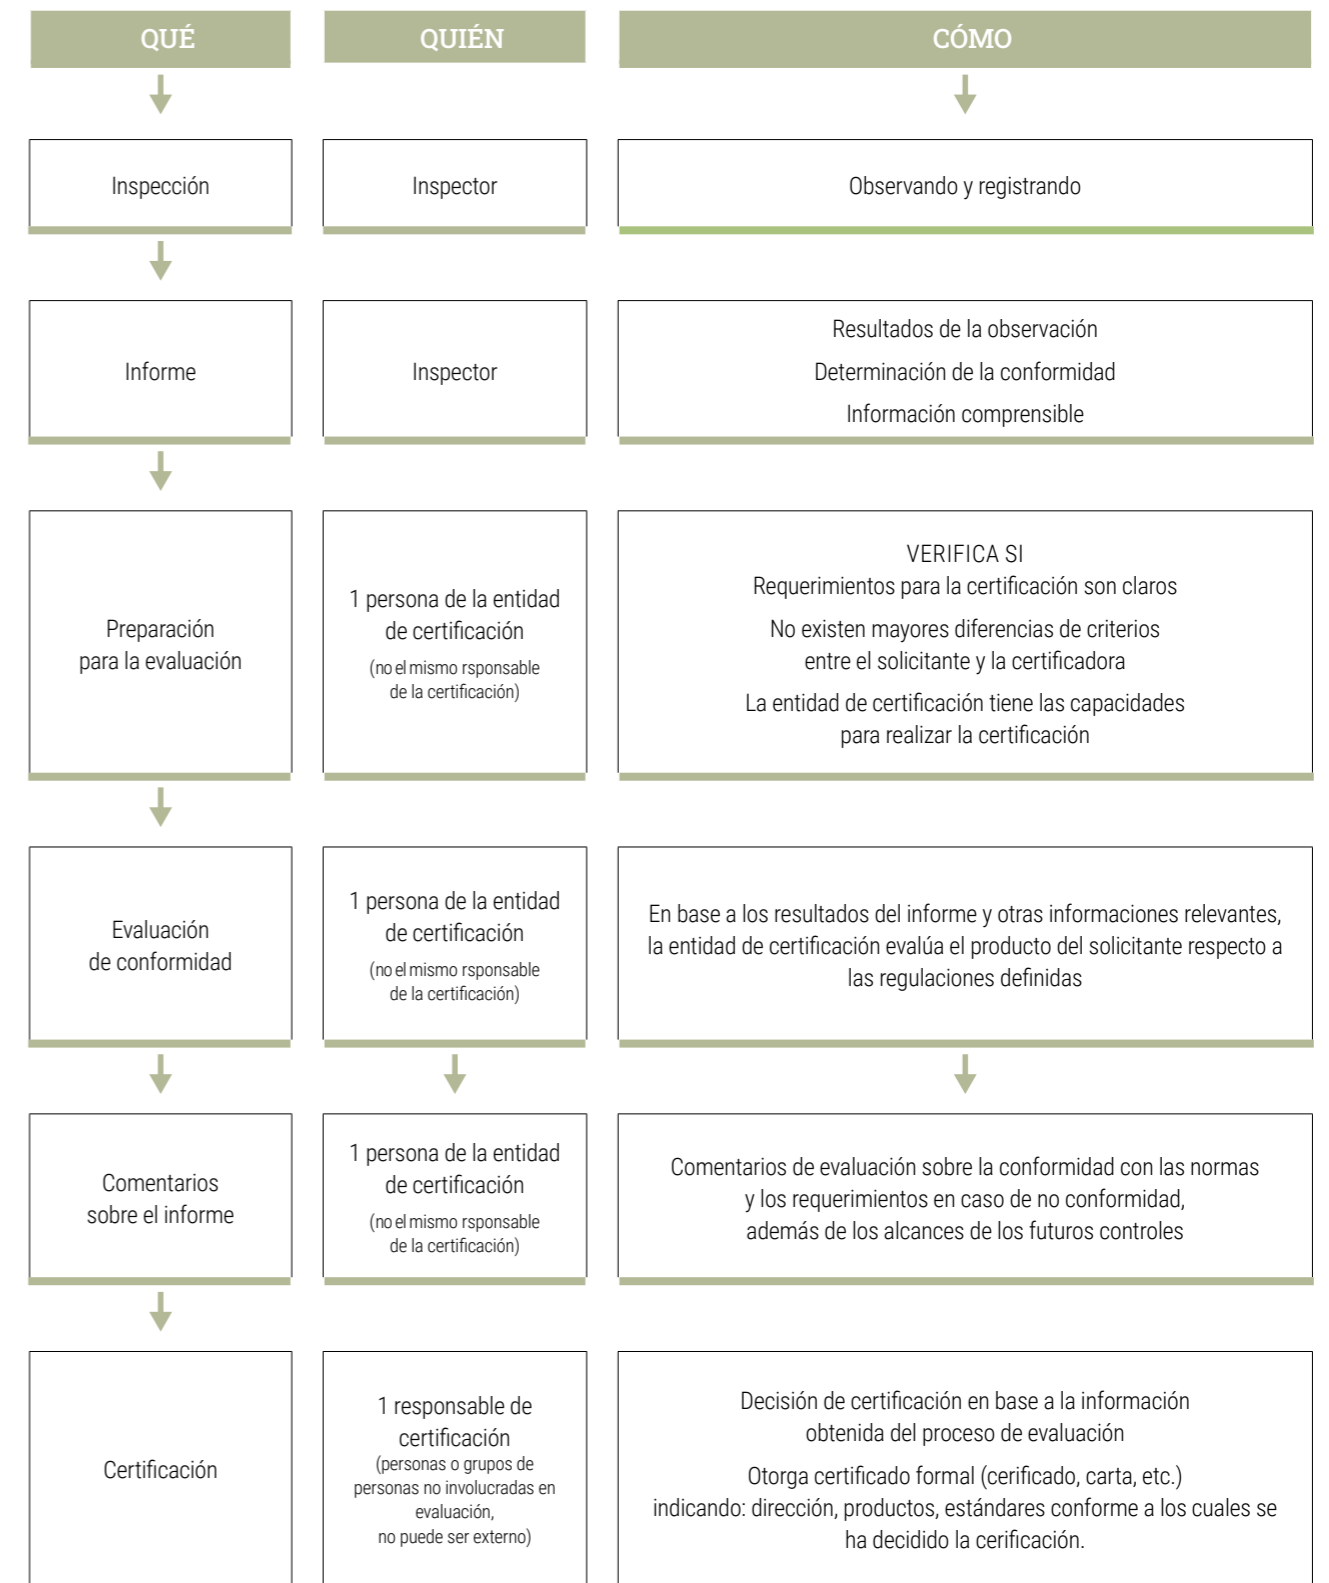 QUÉ
QUIÉN
CÓMO
Inspección
Inspector
Observando y registrando
Informe
Inspector
Resultados de la observación
Determinación de la conformidad
Información comprensible
Preparación
para la evaluación
1 persona de la entidad
de certificación
(no el mismo rsponsable
de la certificación)
VERIFICA SI
Requerimientos para la certificación son claros
No existen mayores diferencias de criterios
entre el solicitante y la certificadora
La entidad de certificación tiene las capacidades
para realizar la certificación
Evaluación
de conformidad
1 persona de la entidad
de certificación
(no el mismo rsponsable
de la certificación)
En base a los resultados del informe y otras informaciones relevantes,
la entidad de certificación evalúa el producto del solicitante respecto a
las regulaciones definidas
Comentarios
sobre el informe
1 persona de la entidad
de certificación
(no el mismo rsponsable
de la certificación)
Comentarios de evaluación sobre la conformidad con las normas
y los requerimientos en caso de no conformidad,
además de los alcances de los futuros controles
Certificación
1 responsable de
certificación
(personas o grupos de
personas no involucradas en
evaluación,
no puede ser externo)
Decisión de certificación en base a la información
obtenida del proceso de evaluación
Otorga certificado formal (cerificado, carta, etc.)
indicando: dirección, productos, estándares conforme a los cuales se
ha decidido la cerificación.